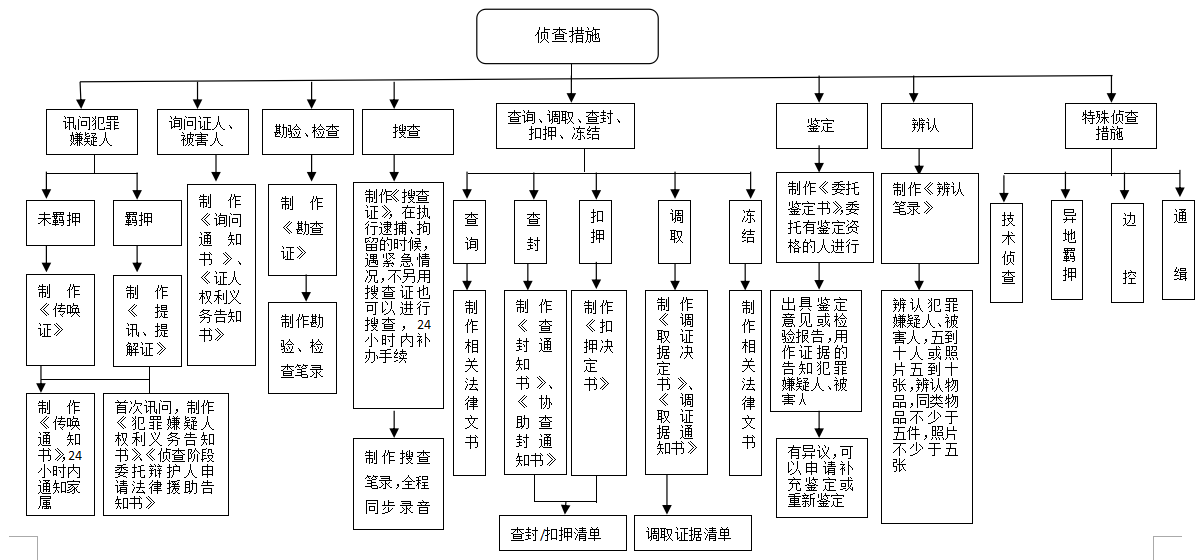 侦查措施
讯问犯罪
嫌疑人
询问证人、
被害人
勘验、检查
搜查
查询、调取、查封、
扣押、冻结
鉴定
辨认
特殊侦查
措施
未羁押
羁押
制作
《传唤
证》
制作
《提
讯、提
解证》
制作
《传唤
通知
书》,24
小时内
通知家
属
首次讯问，制作
《犯罪嫌疑人
权利义务告知
书》、《侦查阶段
委托辩护人申
请法律援助告
知书》
制作
《询问
通知
书》、
《证人
权利义
务告知
书》
制作
《勘查
证》
制作勘
验、检
查笔录
制作《搜查
证》，在执
行逮捕、拘
留的时候，
遇紧急情
况，不另用
搜查证也
可以进行
搜查，24
小时内补
办手续
制作搜查
笔录,全程
同步录音
查询
制作相关法律文书
查封
制作
《查
封通
知
书》、
《协
助查
封通
知书》
扣押
制作
《扣
押决
定
书》
查封/扣押清单
调取
制作
《调
取证
据决
定
书》、
《调
取证
据通
知书》
调取证据清单
冻结
制作相关法律文书
制作《委托
鉴定书》,委
托有鉴定资
格的人进行
出具鉴定
意见或检
验报告，用
作证据的
告知犯罪
嫌疑人、被
害人
有异议，可
以申请补
充鉴定或
重新鉴定
制作《辨认
笔录》
辨认犯罪
嫌疑人、被
害人，五到
十人或照
片五到十
张，辨认物
品，同类物
品不少于
五件，照片
不少于五
张
技术侦查
异地羁押
边控
通缉